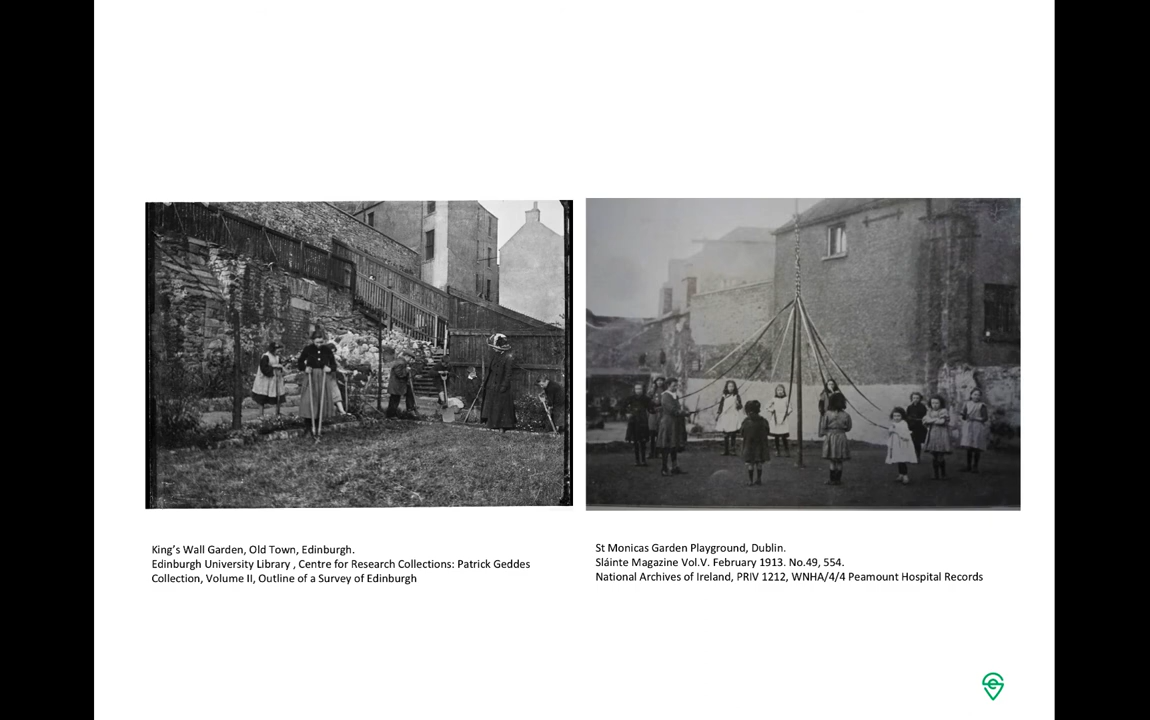 King's Wall Garden, Old Town, Edinburgh.
Edinburgh University Library , Centre for Research Collections: Patrick Geddes
Collection, Volume II, Outline of a Survey of Edinburgh
St Monicas Garden Playground, Dublin.
Sláinte Magazine Vol.V. February 1913. No.49, 554.
National Archives of Ireland, PRIV 1212, WNHA/4/4 Peamount Hospital Records